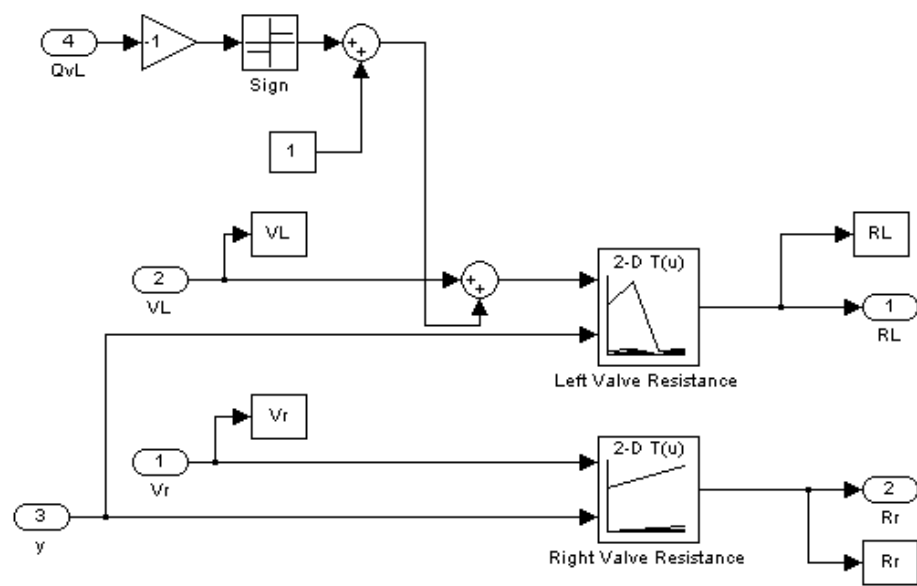 4
QvL
-1
Sign
+
+
1
VL
2
VL
+
+
2-D T(u)
Left Valve Resistance
RL
1
RL
Vr
1
Vr
3
y
2-D T(u)
Right Valve Resistance
2
Rr
Rr